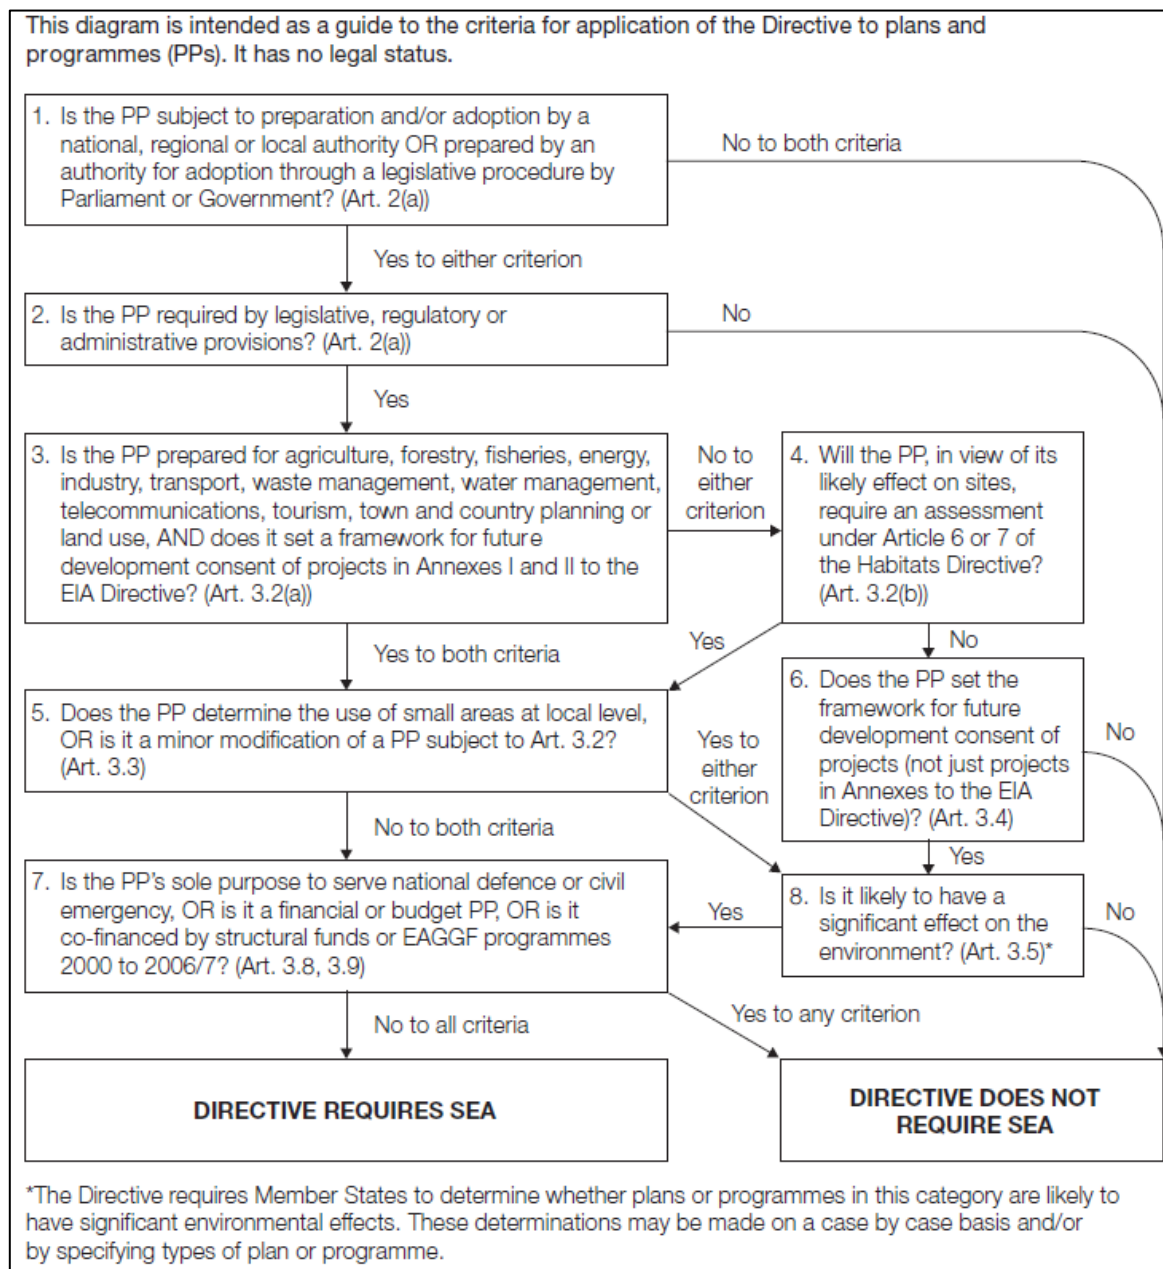 This diagram is intended as a guide to the criteria for application of the Directive to plans and
programmes (PPs). It has no legal status.
1. Is the PP subject to preparation and/or adoption by a
national, regional or local authority OR prepared by an
authority for adoption through a legislative procedure by
Parliament or Government? (Art. 2(a))
No to both criteria
Yes to either criterion
2. Is the PP required by legislative, regulatory or
administrative provisions? (Art. 2(a))
No
Yes
3. Is the PP prepared for agriculture, forestry, fisheries, energy,
industry, transport, waste management, water management,
telecommunications, tourism, town and country planning or
land use, AND does it set a framework for future
development consent of projects in Annexes I and II to the
EIA Directive? (Art. 3.2(a))
No to
either
criterion
4. Will the PP, in view of its
likely effect on sites,
require an assessment
under Article 6 or 7 of
the Habitats Directive?
(Art. 3.2(b))
Yes to both criteria
Yes
No
5. Does the PP determine the use of small areas at local level,
OR is it a minor modification of a PP subject to Art. 3.2?
(Art. 3.3)
Yes to
either
criterion
6. Does the PP set the
framework for future
development consent of
projects (not just projects
in Annexes to the EIA
Directive)? (Art. 3.4)
No
No to both criteria
Yes
7. Is the PP's sole purpose to serve national defence or civil
emergency, OR is it a financial or budget PP, OR is it
co-financed by structural funds or EAGGF programmes
2000 to 2006/7? (Art. 3.8, 3.9)
Yes
8. Is it likely to have a
significant effect on the
environment? (Art. 3.5)*
No
No to all criteria
Yes to any criterion
DIRECTIVE REQUIRES SEA
DIRECTIVE DOES NOT
REQUIRE SEA
*The Directive requires Member States to determine whether plans or programmes in this category are likely to
have significant environmental effects. These determinations may be made on a case by case basis and/or
by specifying types of plan or programme.